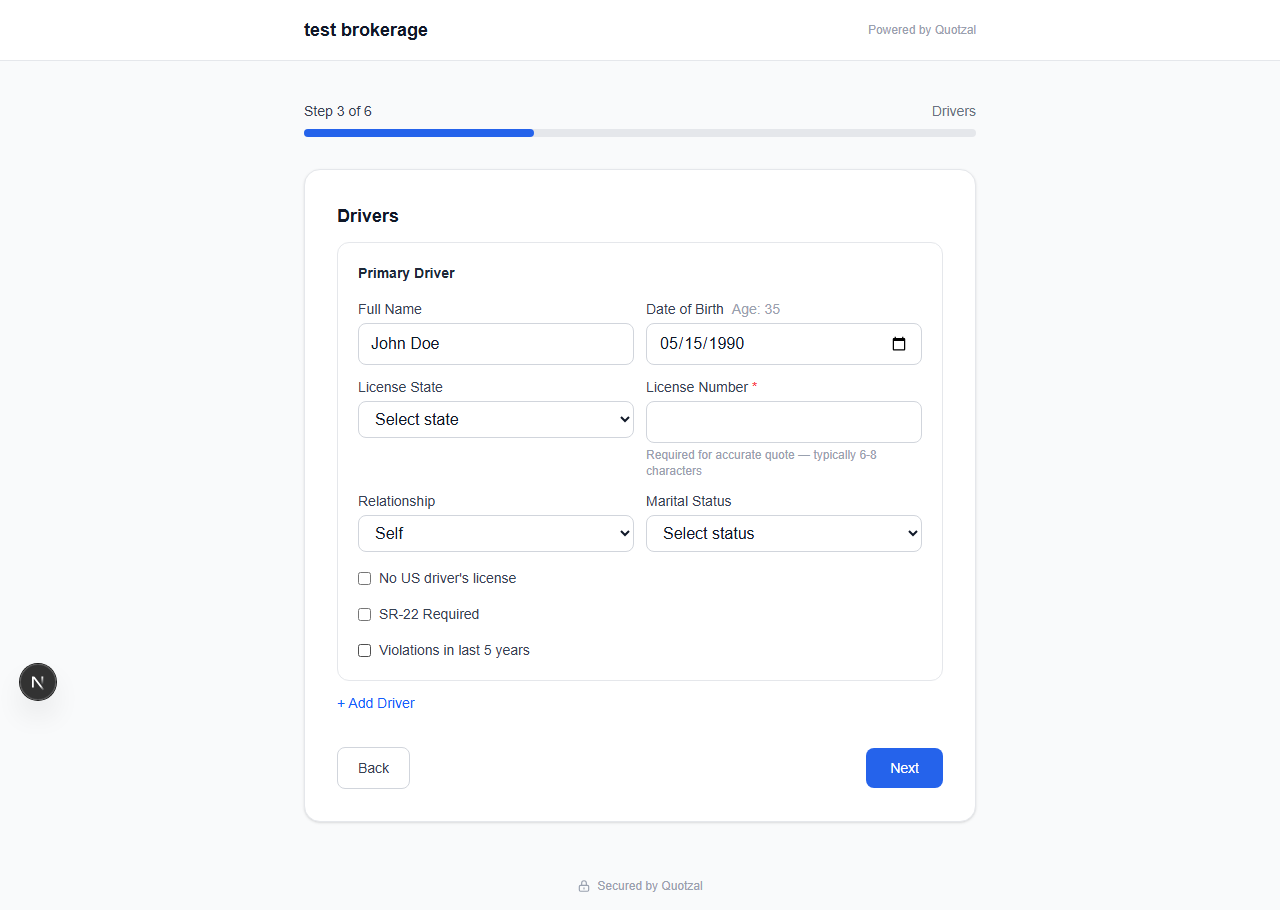 test brokerage
Powered by Quotzal
Step 3 of 6
Drivers
Drivers
Primary Driver
Full Name
Date of Birth Age: 35
John Doe
05/15/1990
License State
License Number *
Select state
Required for accurate quote — typically 6-8
characters
Relationship
Marital Status
Self
Select status
No US driver's license
SR-22 Required
Violations in last 5 years
N
+ Add Driver
Back
Next
Secured by Quotzal